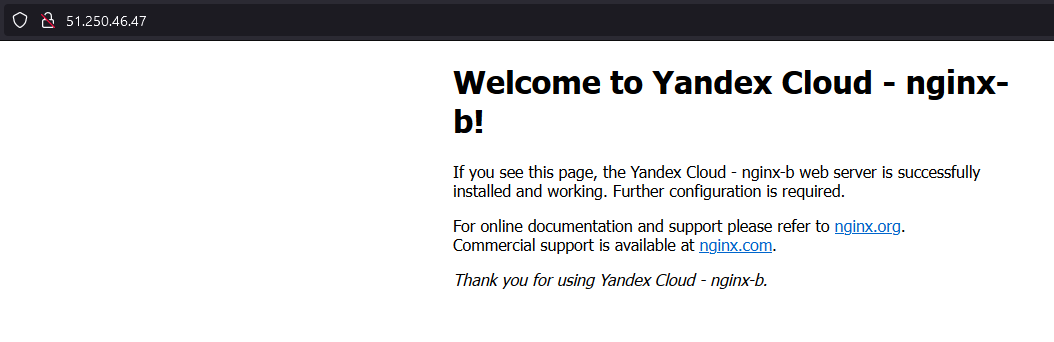 51.250.46.47
Welcome to Yandex Cloud - nginx-
b!
If you see this page, the Yandex Cloud - nginx-b web server is successfully
installed and working. Further configuration is required.
For online documentation and support please refer to nginx.org.
Commercial support is available at nginx.com.
Thank you for using Yandex Cloud - nginx-b.